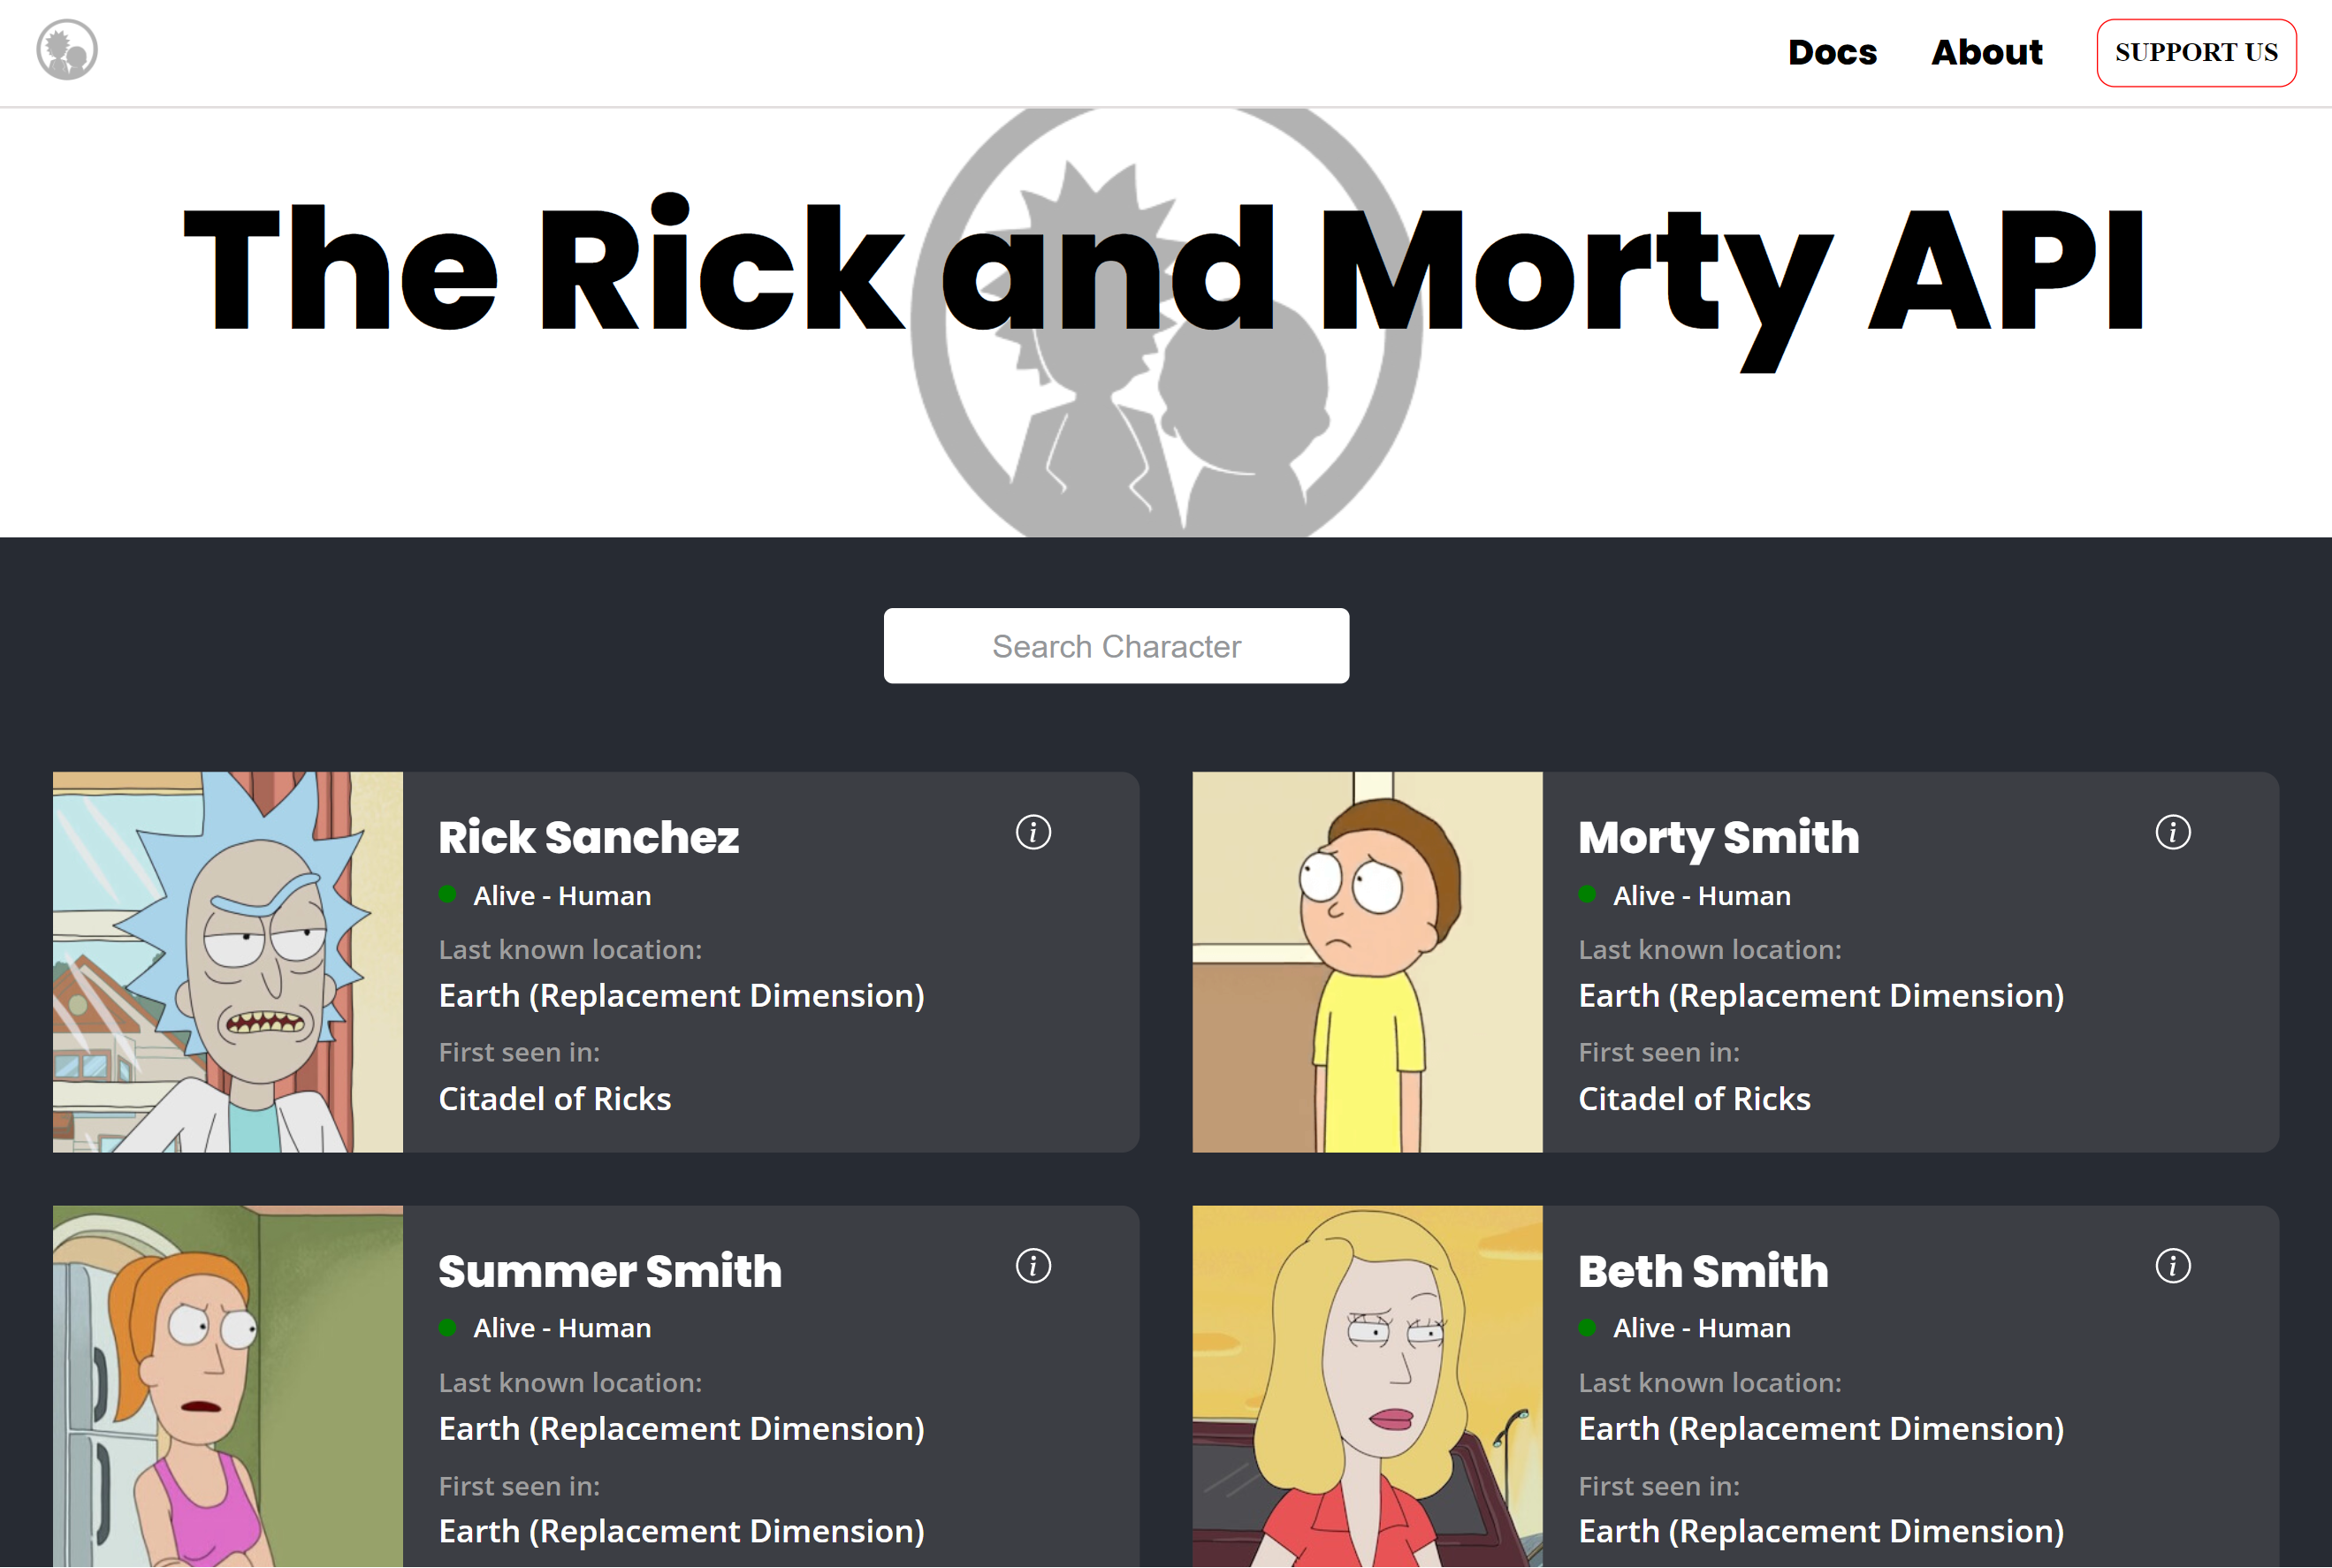 Docs About SUPPORT US
The Rick and Morty API
Search Character
Rick Sanchez
Alive - Human
Last known location:
Earth (Replacement Dimension)
First seen in:
Citadel of Ricks
Morty Smith
Alive - Human
Last known location:
Earth (Replacement Dimension)
First seen in:
Citadel of Ricks
Summer Smith
Alive - Human
Last known location:
Earth (Replacement Dimension)
First seen in:
Earth (Replacement Dimension)
Beth Smith
Alive - Human
Last known location:
Earth (Replacement Dimension)
First seen in:
Earth (Replacement Dimension)